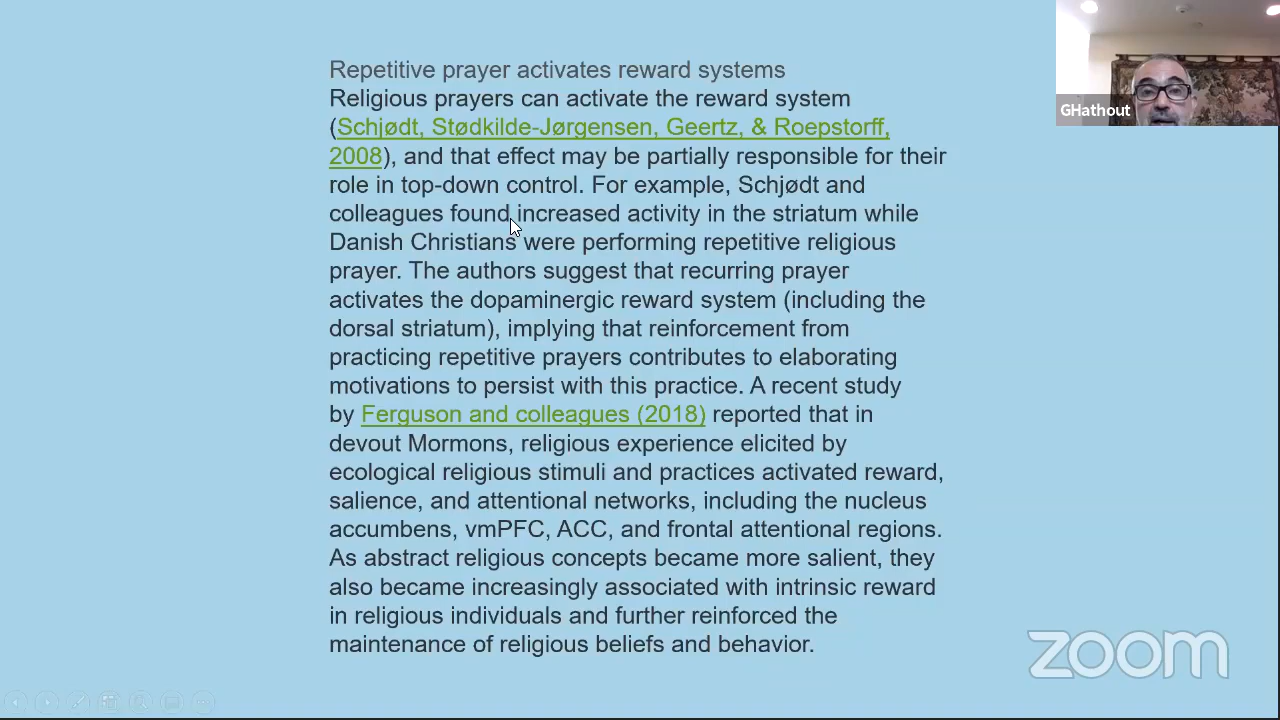 Repetitive prayer activates reward systems
Religious prayers can activate the reward system
(Schjødt, Stødkilde-Jørgensen, Geertz, & Roepstorff,
2008), and that effect may be partially responsible for their
role in top-down control. For example, Schjødt and
colleagues found increased activity in the striatum while
Danish Christians were performing repetitive religious
prayer. The authors suggest that recurring prayer
activates the dopaminergic reward system (including the
dorsal striatum), implying that reinforcement from
practicing repetitive prayers contributes to elaborating
motivations to persist with this practice. A recent study
by Ferguson and colleagues (2018) reported that in
devout Mormons, religious experience elicited by
ecological religious stimuli and practices activated reward,
salience, and attentional networks, including the nucleus
accumbens, vmPFC, ACC, and frontal attentional regions.
As abstract religious concepts became more salient, they
also became increasingly associated with intrinsic reward
in religious individuals and further reinforced the
maintenance of religious beliefs and behavior.
GHathout
zoom